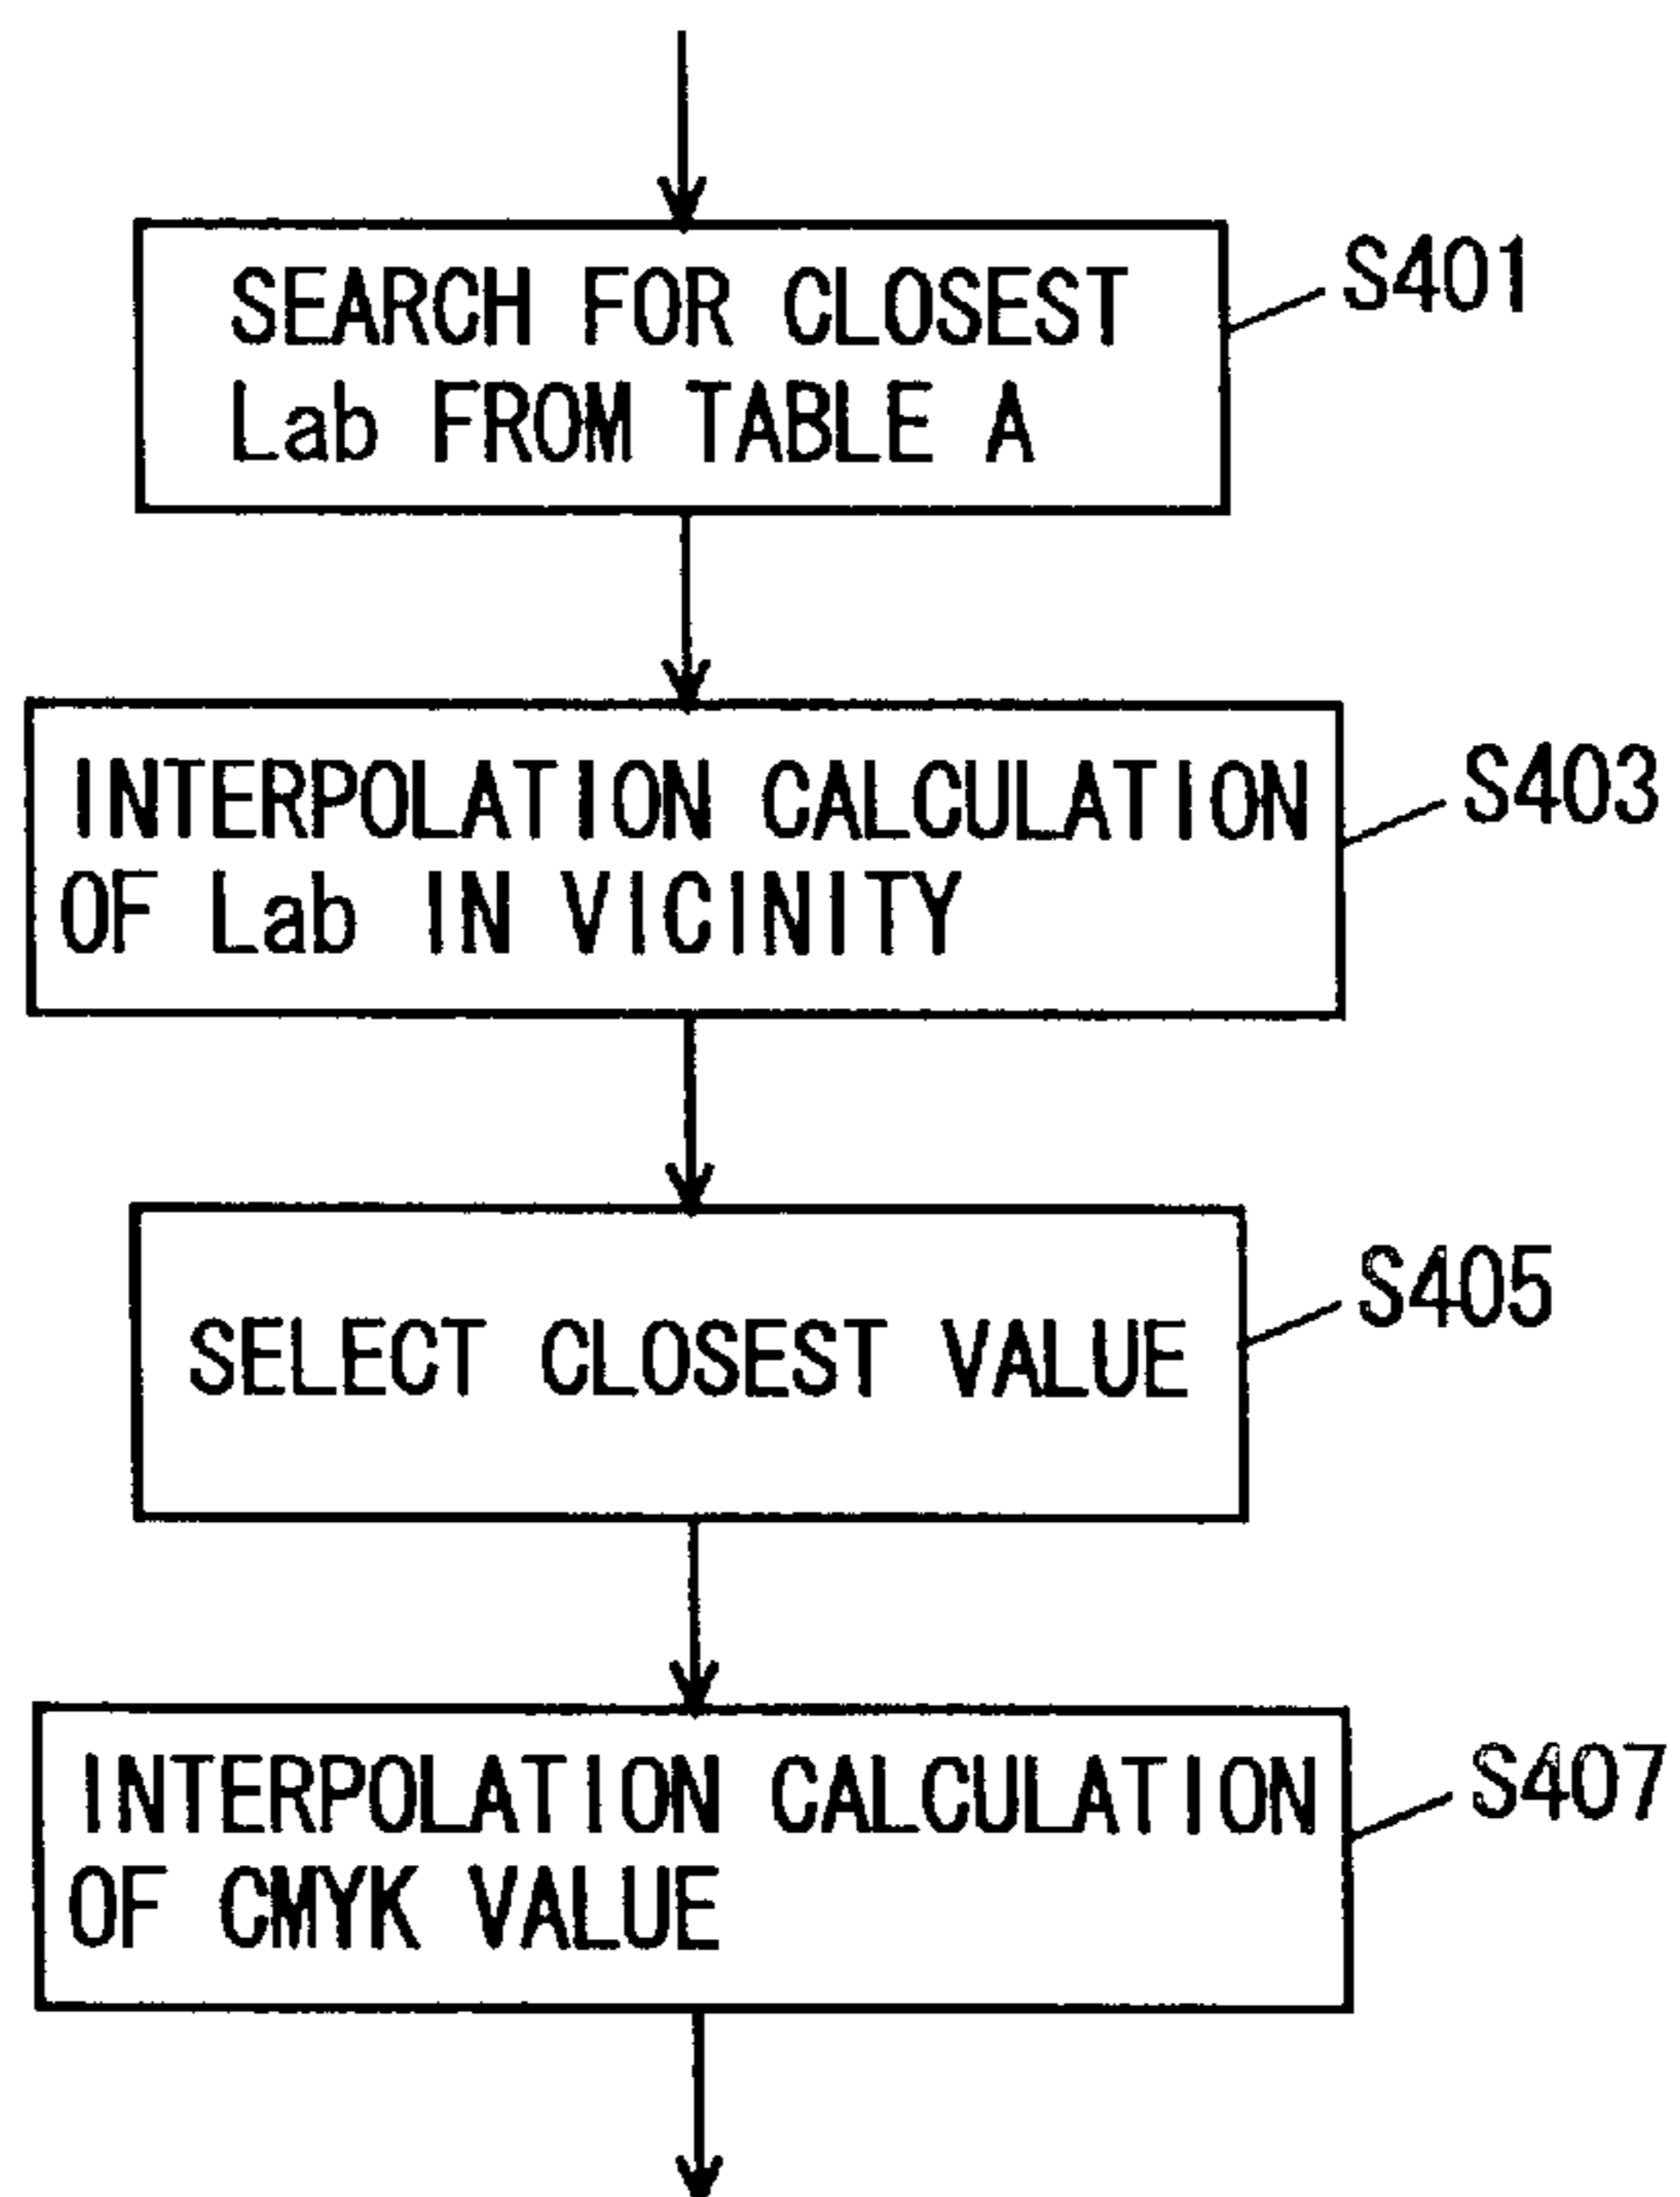 SEARCH FOR CLOSEST
Lab FROM TABLE A
S401
INTERPOLATION CALCULATION
OF Lab IN VICINITY
S403
SELECT CLOSEST VALUE
S405
INTERPOLATION CALCULATION
OF CMYK VALUE
S407